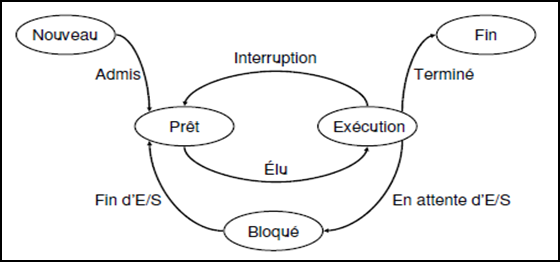 Nouveau
Fin
Interruption
Admis
Terminé
Prêt
Exécution
Élu
Fin d'E/S
En attente d'E/S
Bloqué